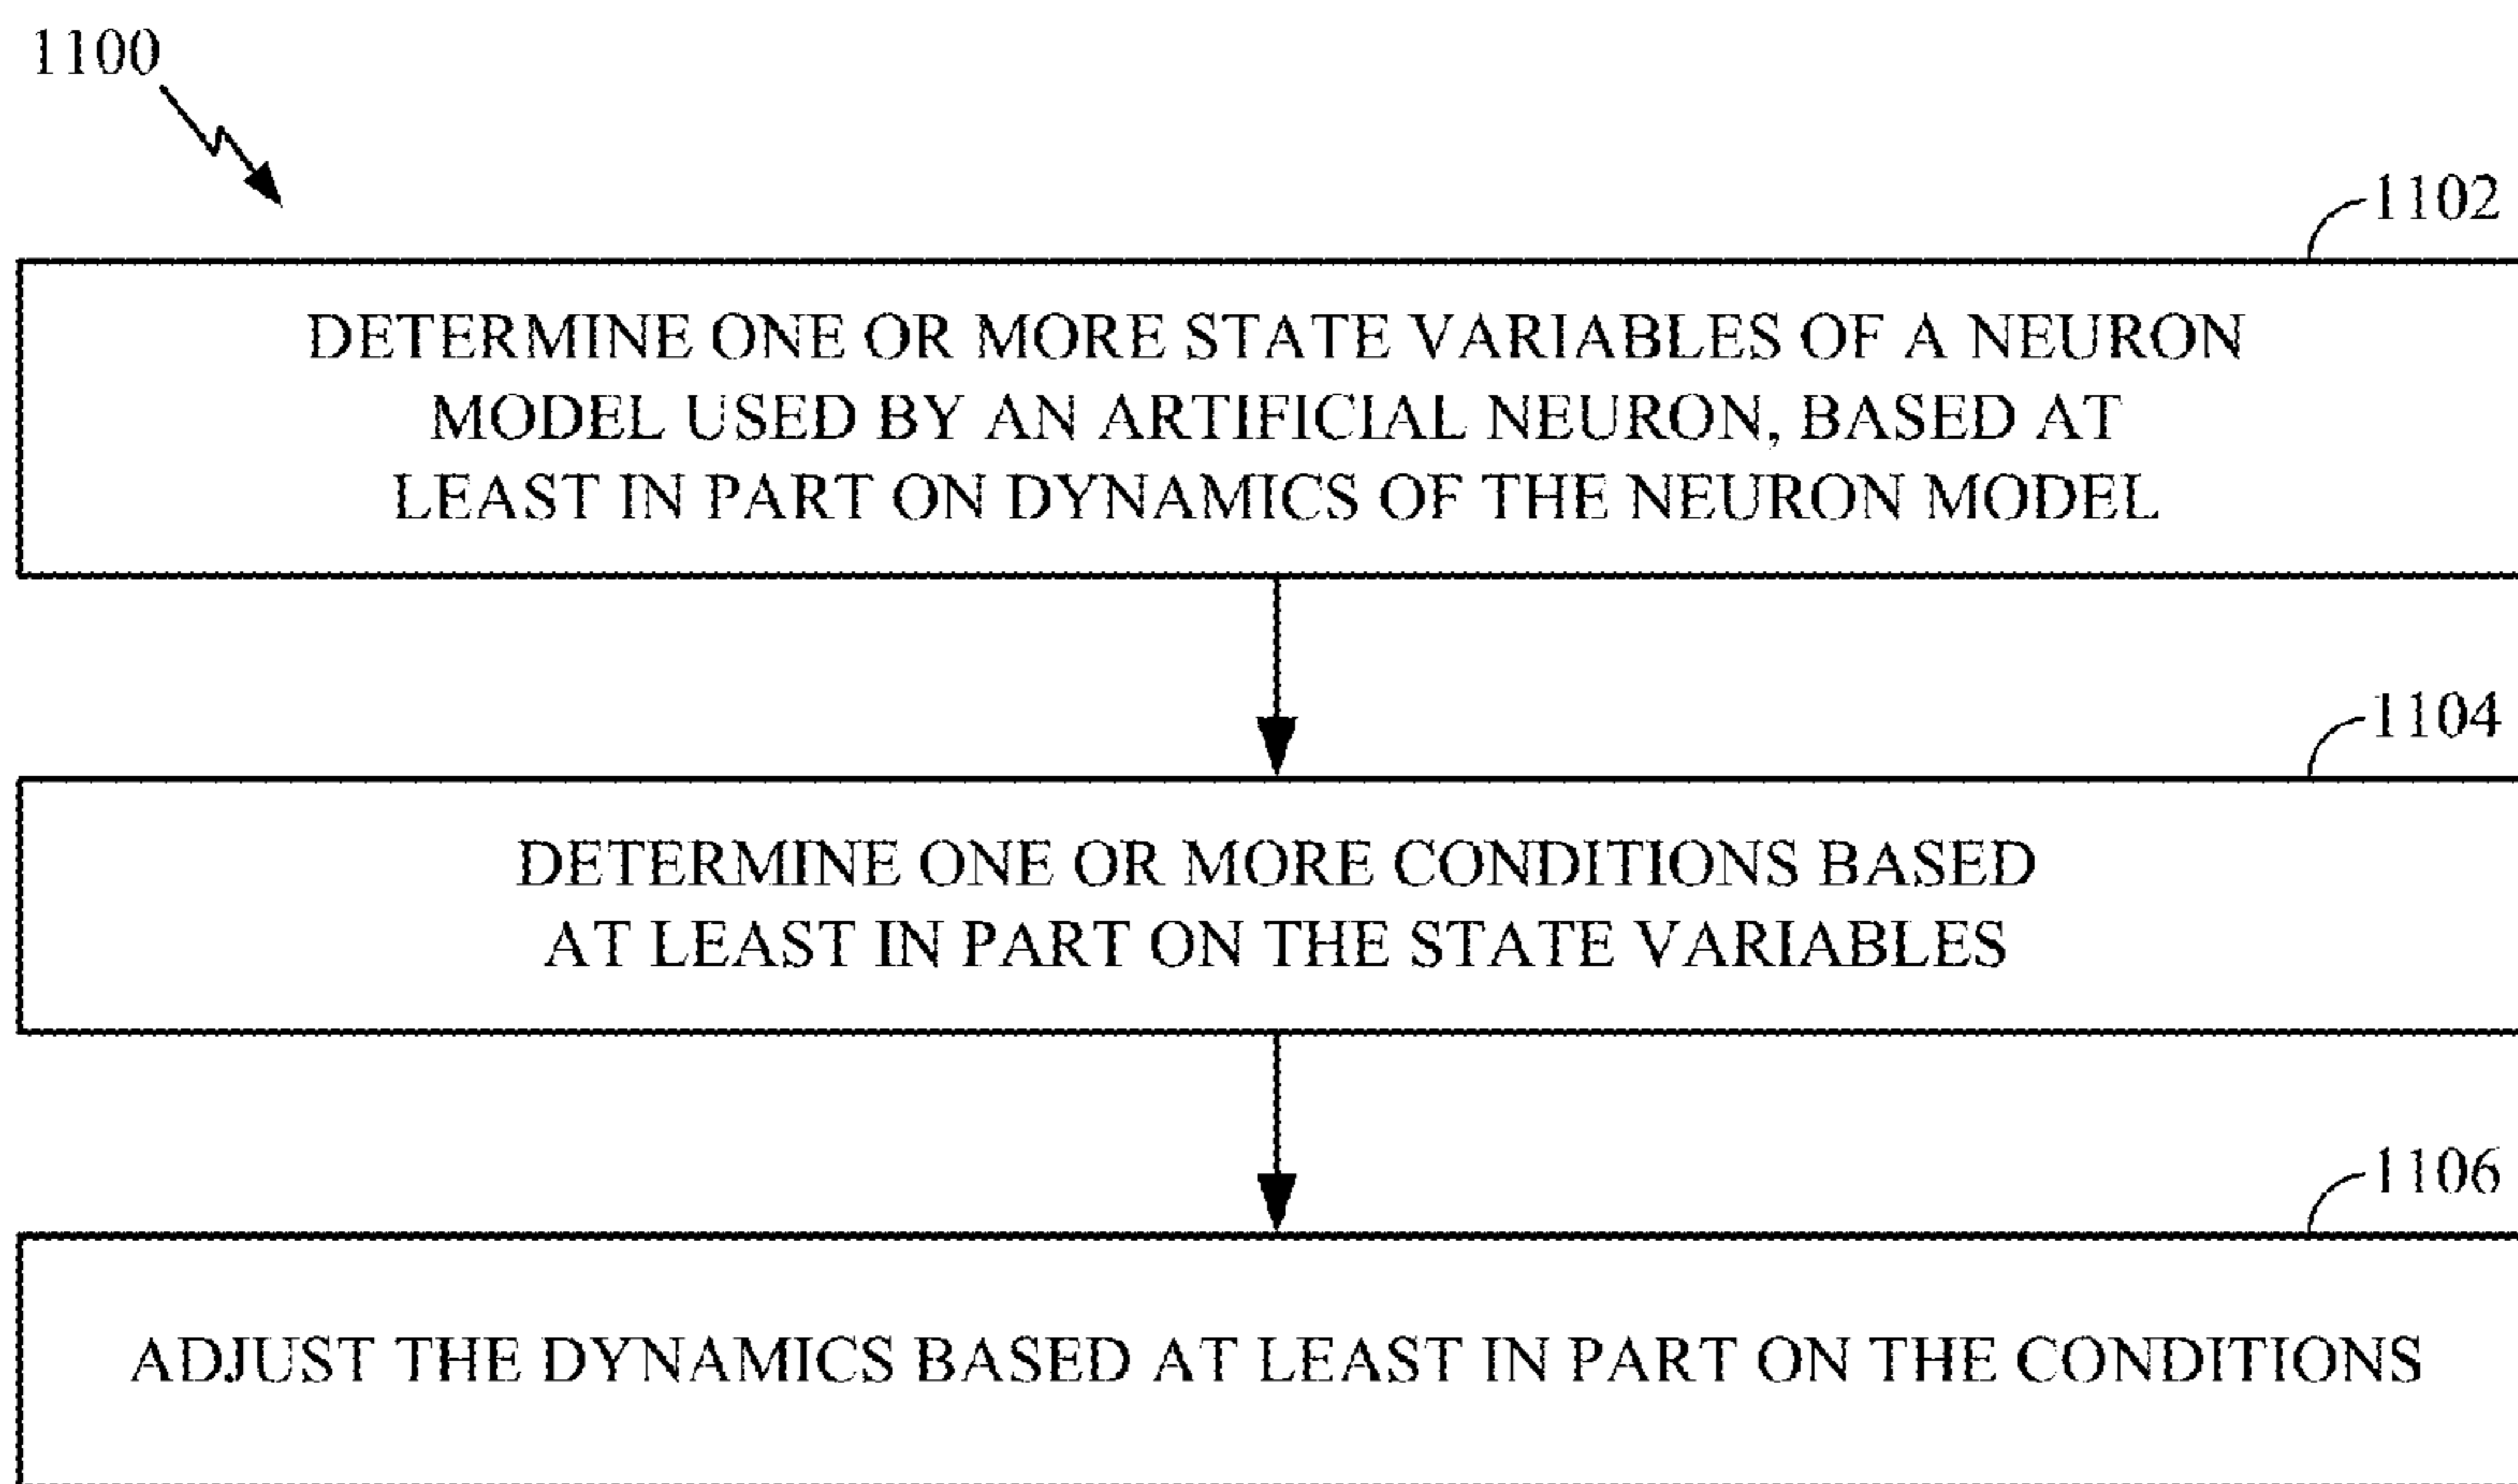 1100
1102
DETERMINE ONE OR MORE STATE VARIABLES OF A NEURON
MODEL USED BY AN ARTIFICIAL NEURON, BASED AT
LEAST IN PART ON DYNAMICS OF THE NEURON MODEL
1104
DETERMINE ONE OR MORE CONDITIONS BASED
AT LEAST IN PART ON THE STATE VARIABLES
1106
ADJUST THE DYNAMICS BASED AT LEAST IN PART ON THE CONDITIONS